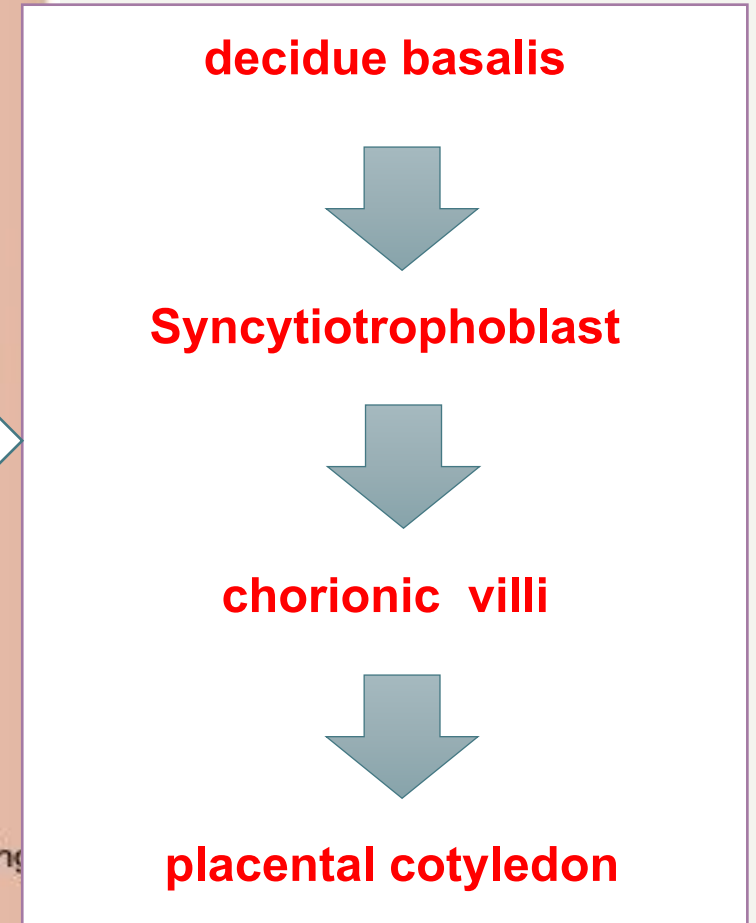 decidue basalis
Syncytiotrophoblast
chorionic villi
placental cotyledon